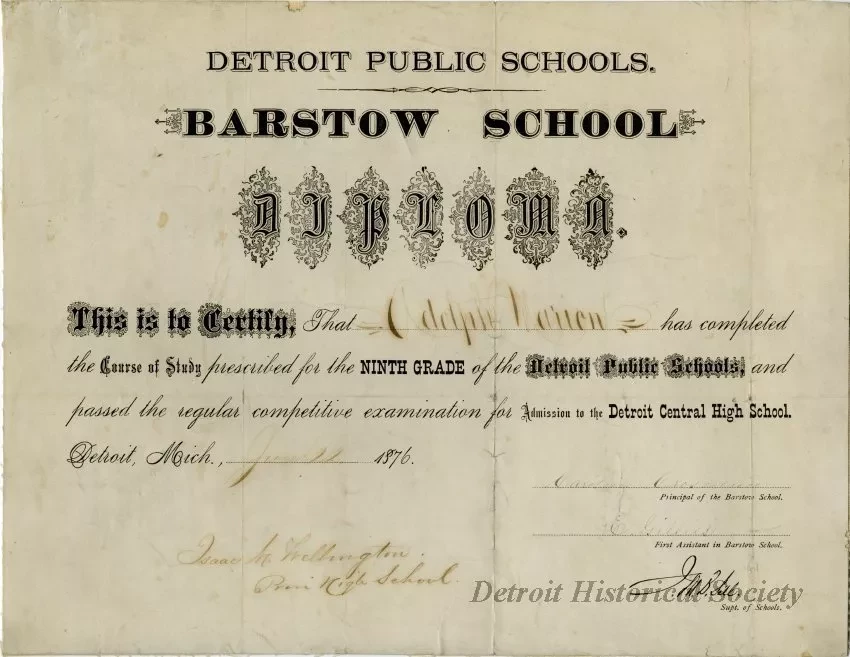 DETROIT PUBLIC SCHOOLS.
BARSTOW SCHOOL
DIPLOMA.
This is to Certify, That has completed
the Course of Study prescribed for the NINTH GRADE of the Detroit Public Schools, and
passed the regular competitive examination for Admission to the Detroit Central High School.
Detroit, Mich., June 1876.
Principal of the Barstow School.
First Assistant in Barstow School.
Isaac M Wellington.
Prin High School.
Detroit Historical Society
Supt. of Schools.